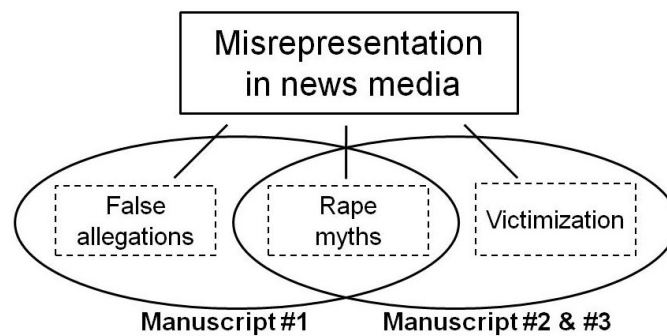 Misrepresentation
in news media
False
allegations
Rape
myths
Victimization
Manuscript #1
Manuscript #2 & #3